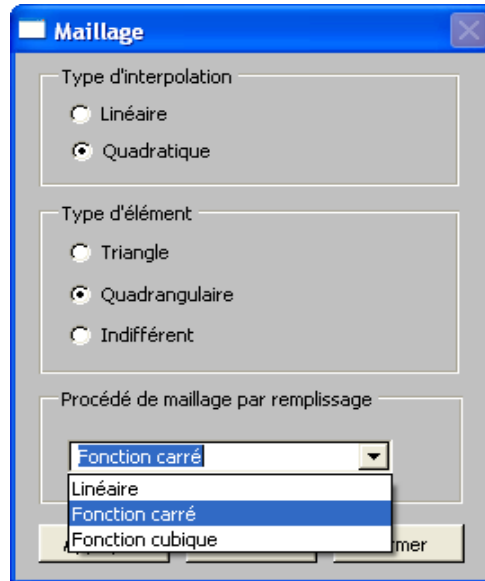 Maillage
Type d'interpolation
Linéaire
Quadratique
Type d'élément
Triangle
Quadrangulaire
Indifférent
Procédé de maillage par remplissage
Fonction carré
Linéaire
Fonction carré
Fonction cubique